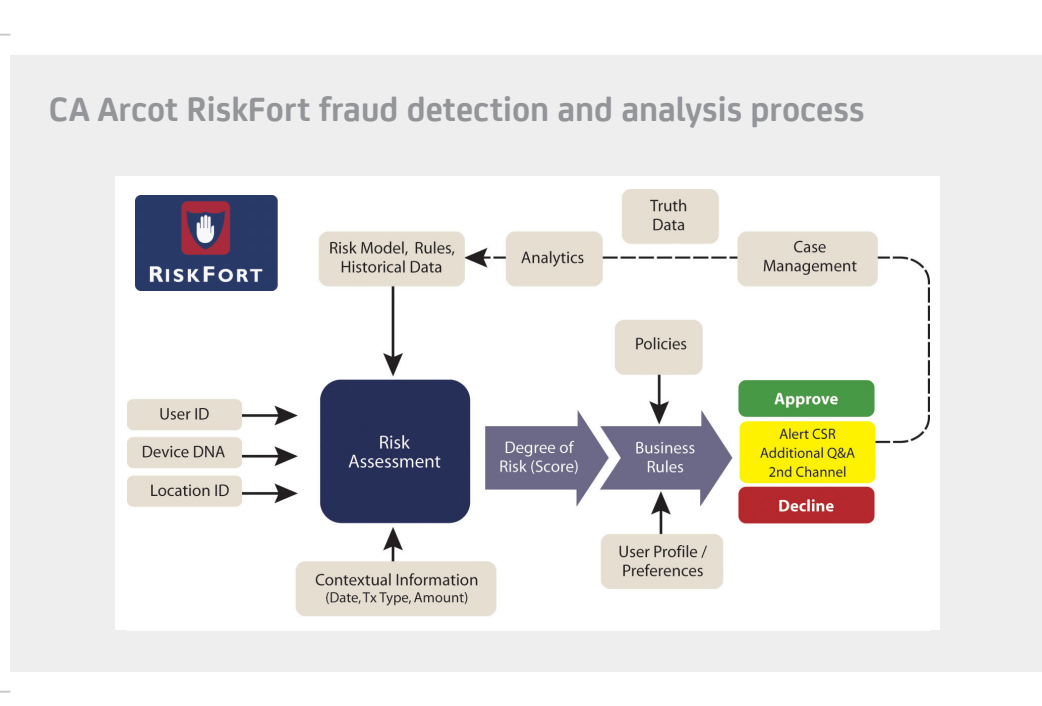 CA Arcot RiskFort fraud detection and analysis process
RISKFORT
Truth
Data
Risk Model, Rules,
Historical Data
Analytics
Case
Management
Policies
User ID
Device DNA
Location ID
Risk
Assessment
Degree of
Risk (Score)
Business
Rules
Approve
Alert CSR
Additional Q&A
2nd Channel
Decline
User Profile /
Preferences
Contextual Information
(Date, Tx Type, Amount)